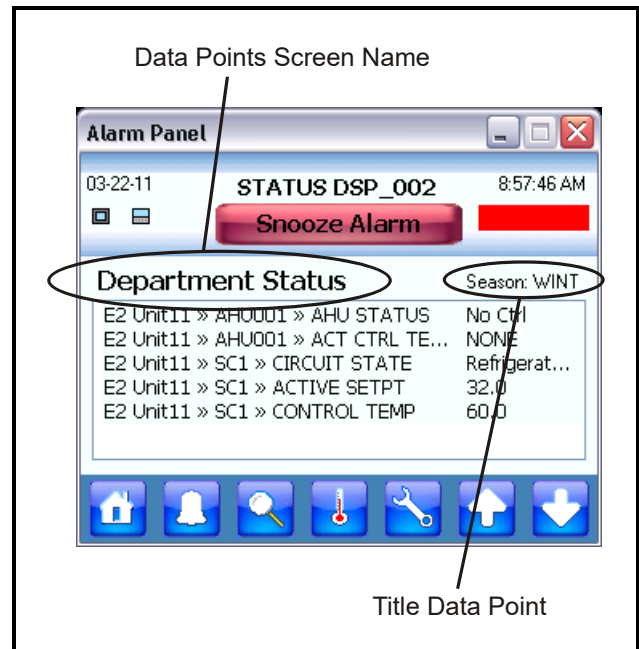 Data Points Screen Name
Alarm Panel
03-22-11 STATUS DSP_002 8:57:46 AM
Snooze Alarm
Department Status Season: WINT
E2 Unit11 » AHU001 » AHU STATUS No Ctrl
E2 Unit11 » AHU001 » ACT CTRL TE... NONE
E2 Unit11 » SC1 » CIRCUIT STATE Refrigerat...
E2 Unit11 » SC1 » ACTIVE SETPT 32.0
E2 Unit11 » SC1 » CONTROL TEMP 60.0
Title Data Point